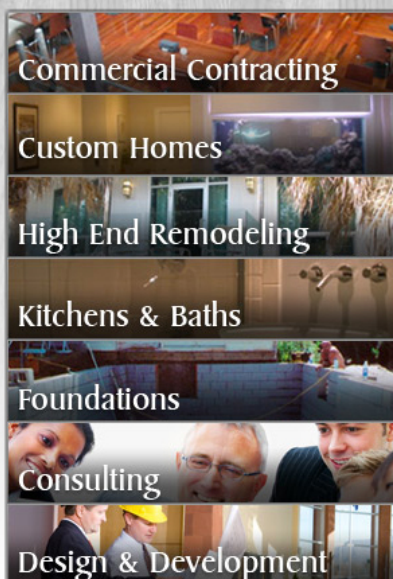 Commercial Contracting
Custom Homes
High End Remodeling
Kitchens & Baths
Foundations
Consulting
Design & Development